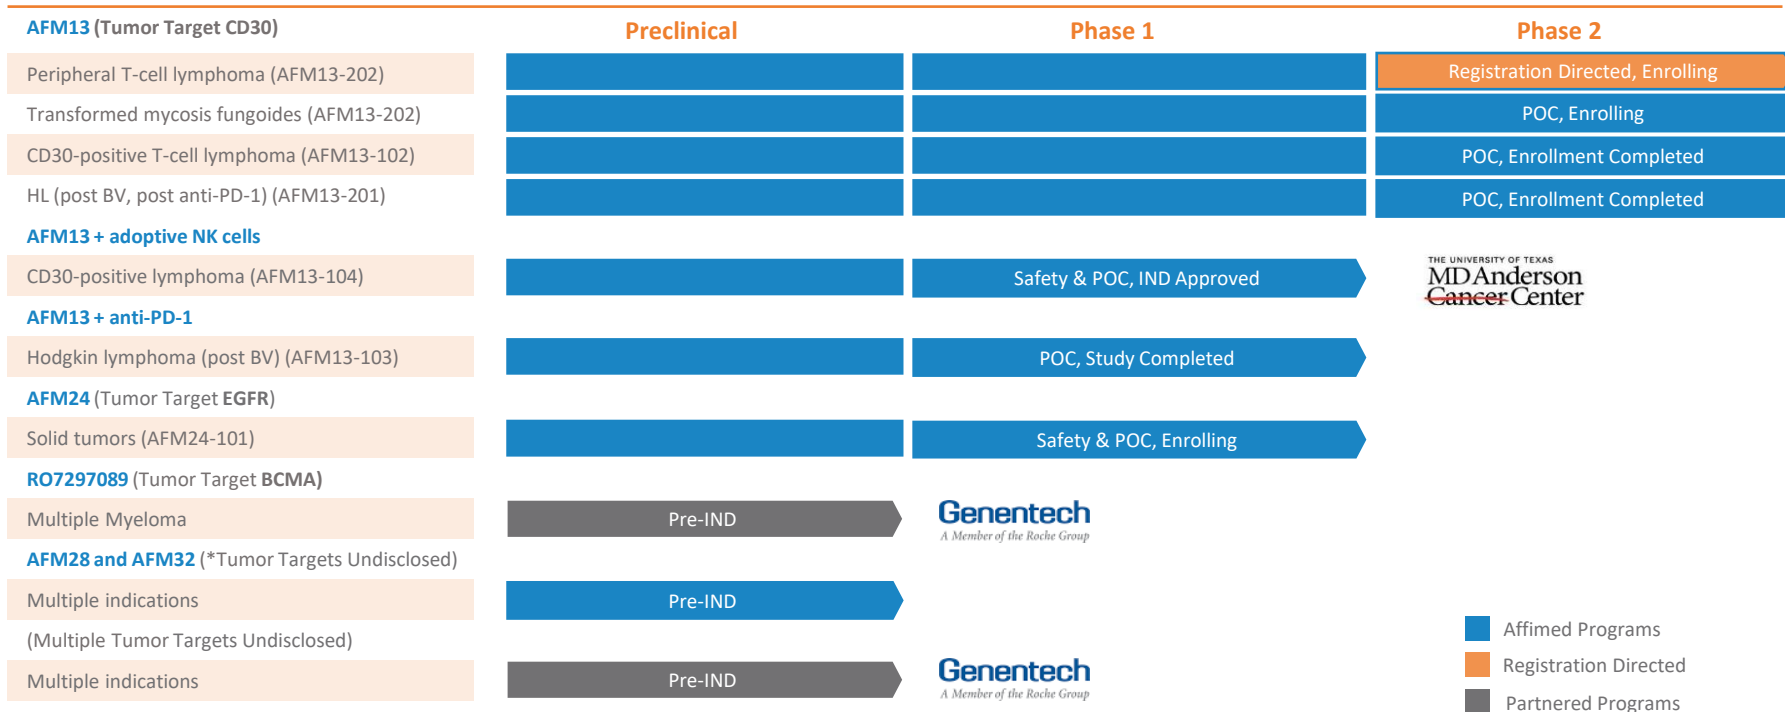 AFM13 (Tumor Target CD30) Preclinical Phase 1 Phase 2
Peripheral T-cell lymphoma (AFM13-202) Registration Directed, Enrolling
Transformed mycosis fungoides (AFM13-202) POC, Enrolling
CD30-positive T-cell lymphoma (AFM13-102) POC, Enrollment Completed
HL (post BV, post anti-PD-1) (AFM13-201) POC, Enrollment Completed
AFM13 + adoptive NK cells
CD30-positive lymphoma (AFM13-104) Safety & POC, IND Approved
THE UNIVERSITY OF TEXAS
MD Anderson
Cancer Center
AFM13 + anti-PD-1
Hodgkin lymphoma (post BV) (AFM13-103) POC, Study Completed
AFM24 (Tumor Target EGFR)
Solid tumors (AFM24-101) Safety & POC, Enrolling
RO7297089 (Tumor Target BCMA)
Multiple Myeloma Pre-IND Genentech
A Member of the Roche Group
AFM28 and AFM32 (*Tumor Targets Undisclosed)
Multiple indications Pre-IND
(Multiple Tumor Targets Undisclosed)
Multiple indications Pre-IND Genentech
A Member of the Roche Group
Affimed Programs
Registration Directed
Partnered Programs